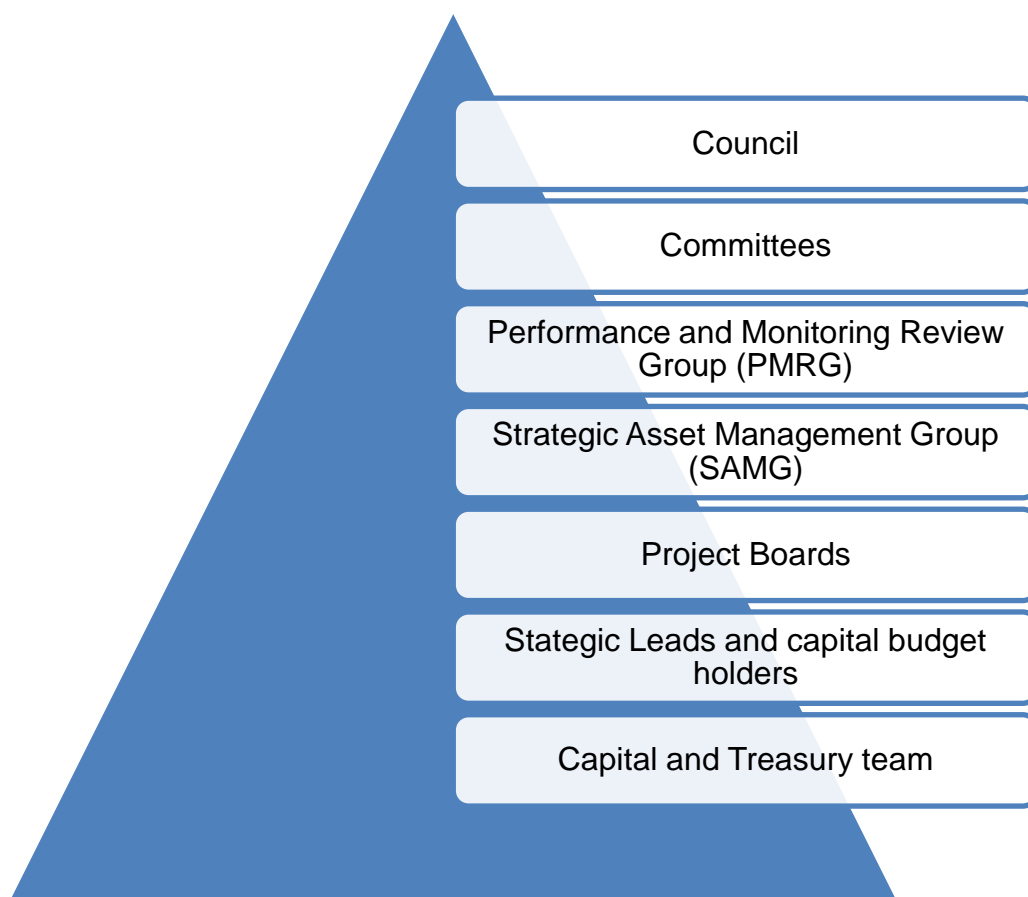 Council
Committees
Performance and Monitoring Review
Group (PMRG)
Strategic Asset Management Group
(SAMG)
Project Boards
Stategic Leads and capital budget
holders
Capital and Treasury team